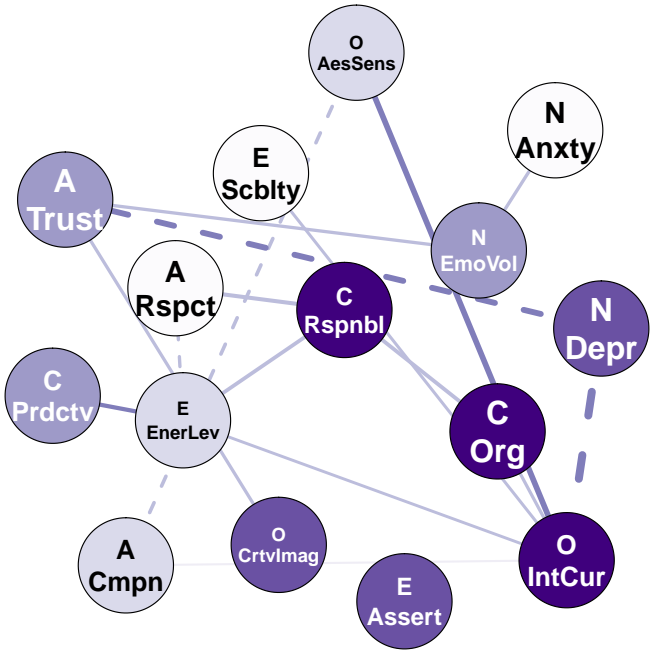 O
AesSens
N
Anxty
E
Scblty
A
Trust
N
EmoVol
A
Rspct
C
Rspnbl
N
Depr
C
Prdctv
E
EnerLev
C
Org
O
CrtvImag
A
Cmpn
O
IntCur
E
Assert